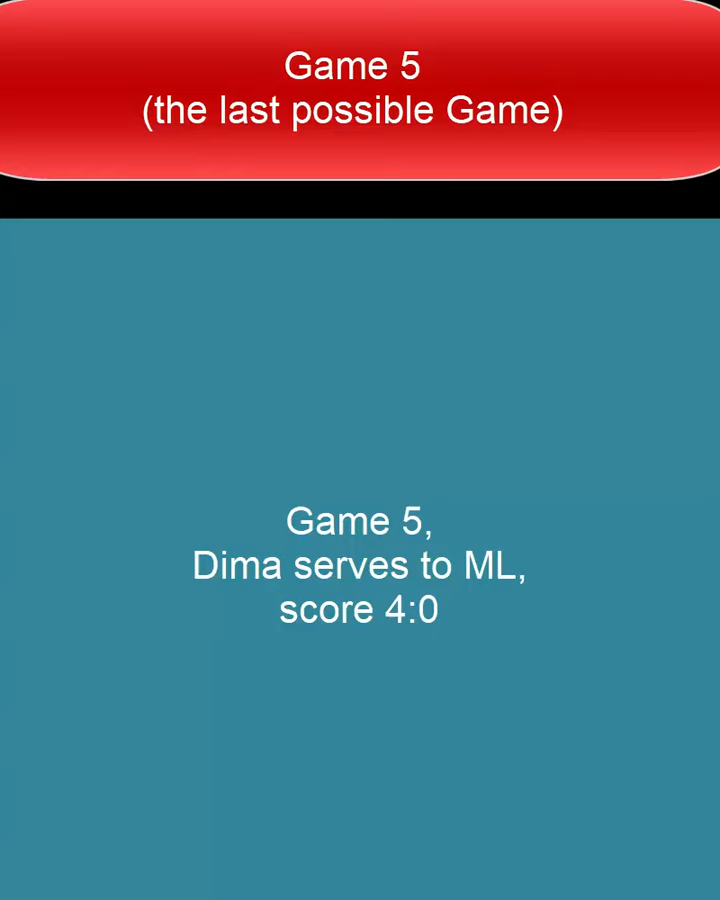 Game 5
(the last possible Game)
Game 5,
Dima serves to ML,
score 4:0